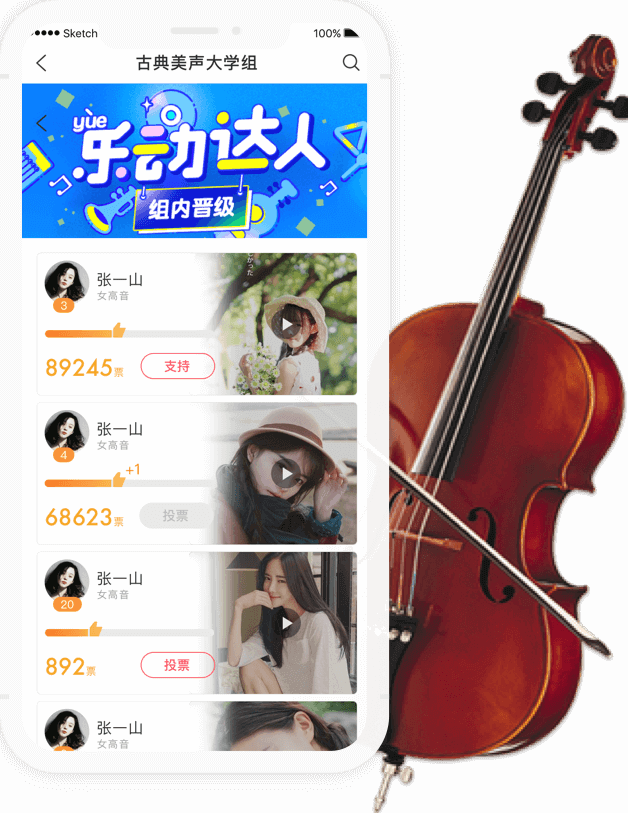 Sketch
100%
古典美声大学组
yuè
乐动达人
组内晋级
张一山
女高音
3
89245票
支持
张一山
女高音
4
+1
68623票
投票
张一山
女高音
20
892票
投票
张一山
女高音